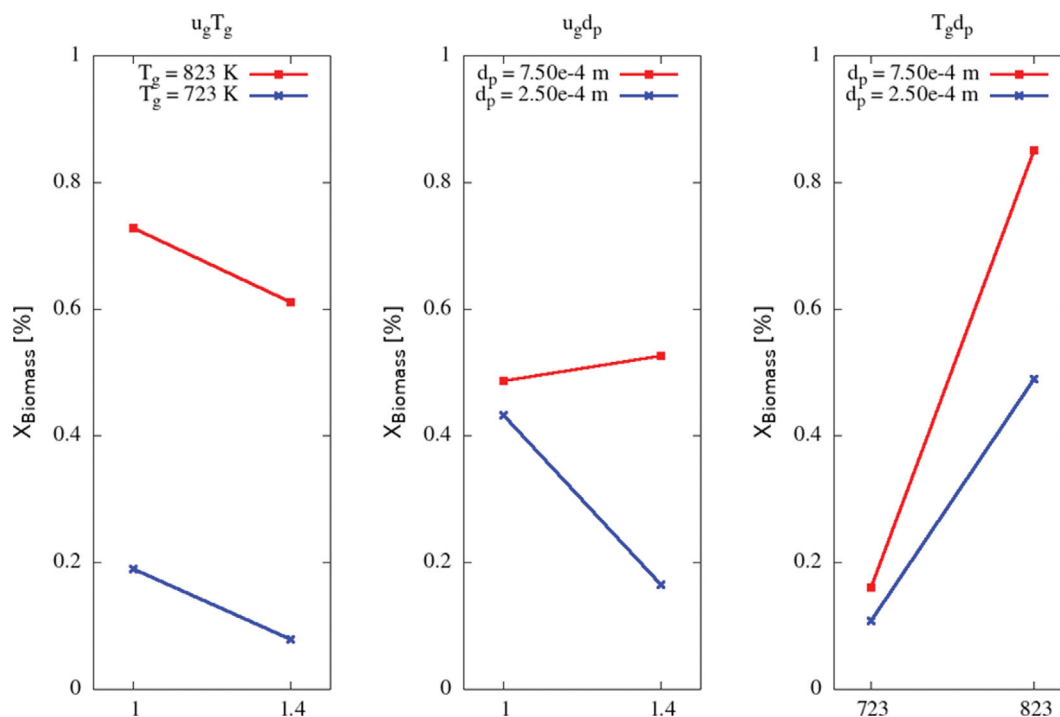 u_gT_g
1
T_g = 823 K
T_g = 723 K
0.8
0.6
X_Biomass [%]
0.4
0.2
0
1 1.4
u_gd_p
1
d_p = 7.50e-4 m
d_p = 2.50e-4 m
0.8
0.6
X_Biomass [%]
0.4
0.2
0
1 1.4
T_gd_p
1
d_p = 7.50e-4 m
d_p = 2.50e-4 m
0.8
0.6
X_Biomass [%]
0.4
0.2
0
723 823